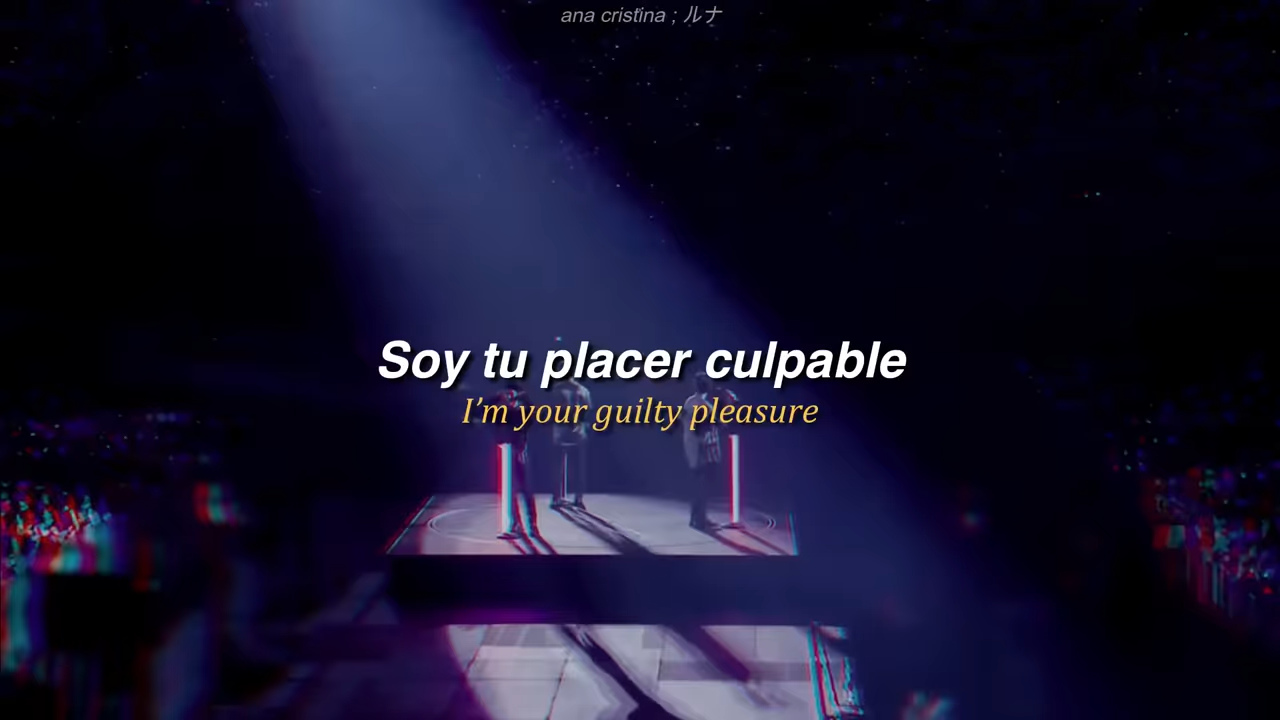 ana cristina ; ルナ
Soy tu placer culpable
I'm your guilty pleasure